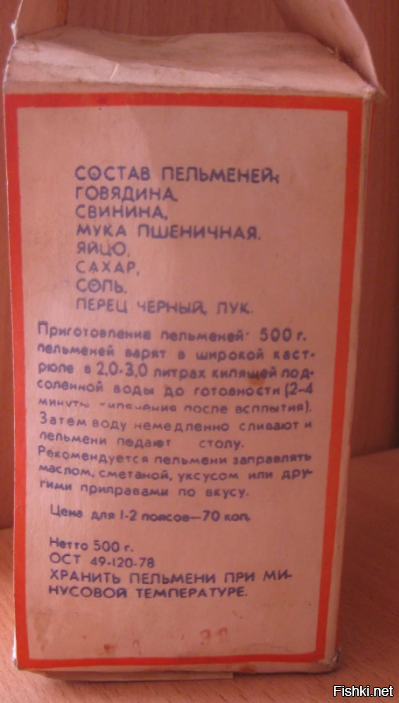 СОСТАВ ПЕЛЬМЕНЕЙ:
ГОВЯДИНА,
СВИНИНА,
МУКА ПШЕНИЧНАЯ.
ЯЙЦО,
САХАР,
СОЛЬ,
ПЕРЕЦ ЧЕРНЫЙ, ЛУК.
Приготовление пельменей: 500 г.
пельменей варят в широкой каст-
рюле в 2,0-3,0 литрах кипящей под-
соленной воды до готовности (2-4
минуты кипячения после всплытия).
Затем воду немедленно сливают и
пельмени подают столу.
Рекомендуется пельмени заправлять
маслом, сметаной, уксусом или дру-
гими приправами по вкусу.
Цена для 1-2 поясов—70 коп.
Нетто 500 г.
ОСТ 49-120-78
ХРАНИТЬ ПЕЛЬМЕНИ ПРИ МИ-
НУСОВОЙ ТЕМПЕРАТУРЕ.
Fishki.net